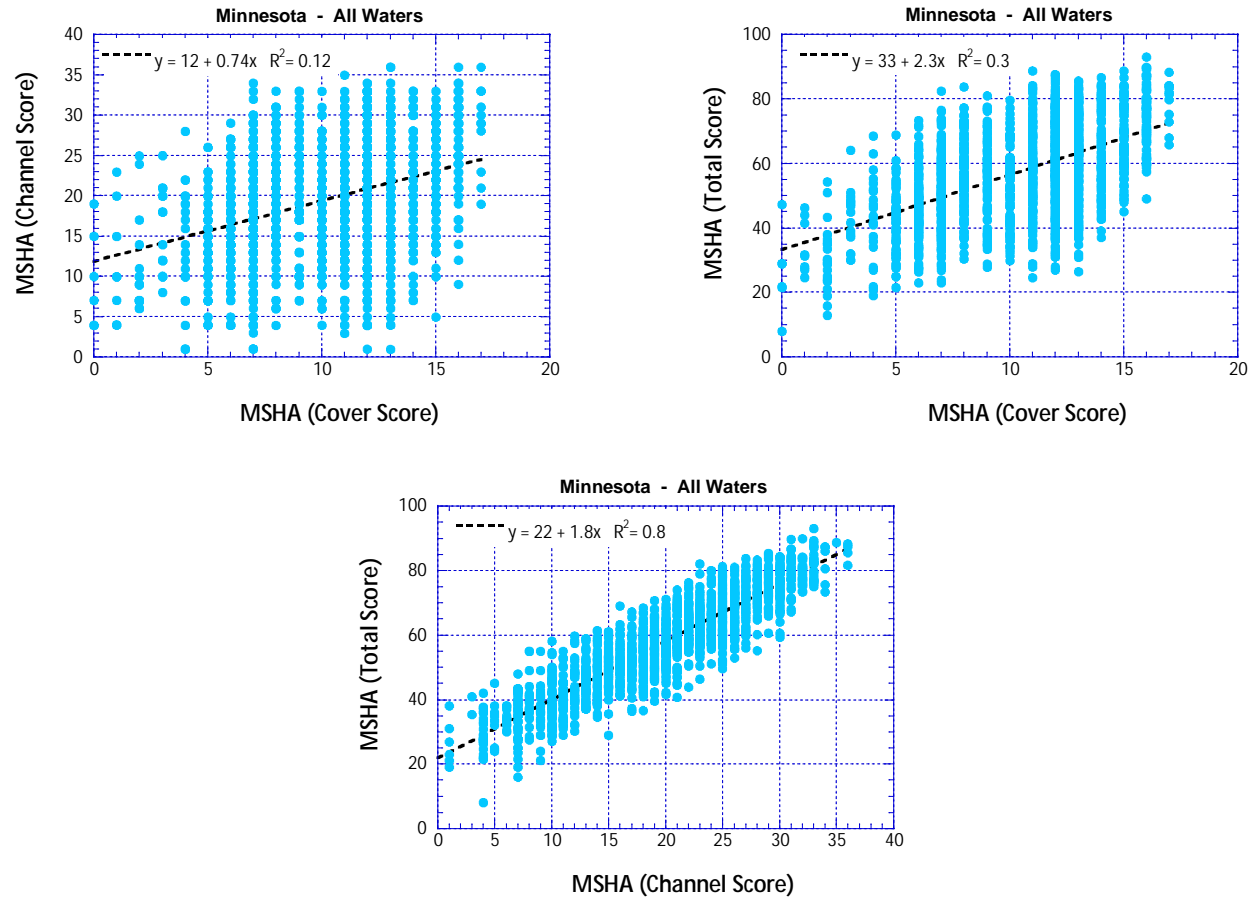 Minnesota - All Waters
y = 12 + 0.74x R²= 0.12
MSHA (Channel Score)
40
35
30
25
20
15
10
5
0
0 5 10 15 20
MSHA (Cover Score)
Minnesota - All Waters
y = 33 + 2.3x R²= 0.3
MSHA (Total Score)
100
80
60
40
20
0
0 5 10 15 20
MSHA (Cover Score)
Minnesota - All Waters
y = 22 + 1.8x R²= 0.8
MSHA (Total Score)
100
80
60
40
20
0
0 5 10 15 20 25 30 35 40
MSHA (Channel Score)